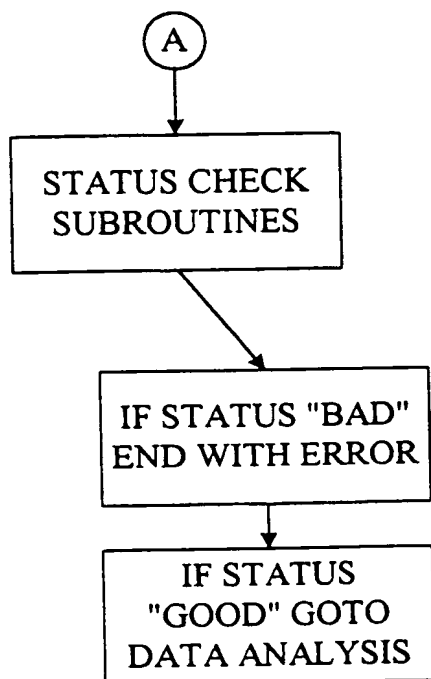 A
STATUS CHECK
SUBROUTINES
IF STATUS "BAD"
END WITH ERROR
IF STATUS
"GOOD" GOTO
DATA ANALYSIS